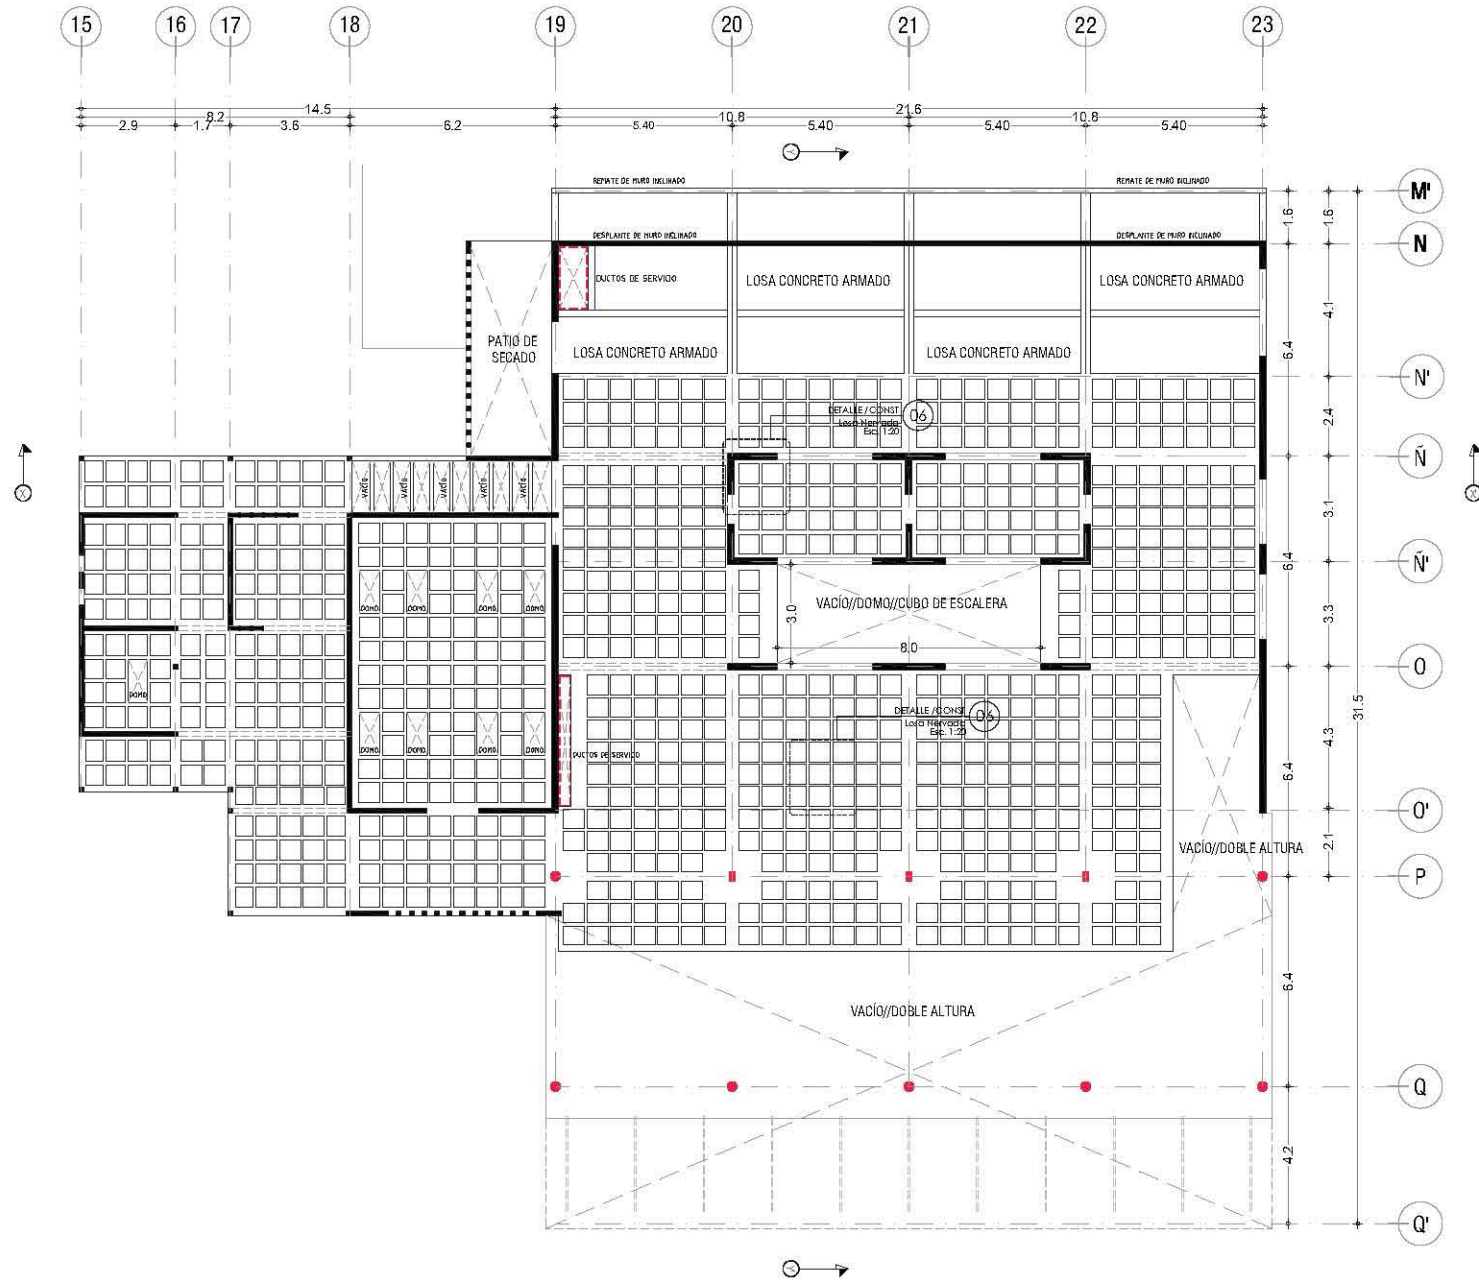 15 16 17 18 19 20 21 22 23
14.5 21.6
8.2 10.8 10.8
2.9 1.7 3.6 6.2 5.40 5.40 5.40 5.40
Y
REMATE DE MURO INCLINADO REMATE DE MURO INCLINADO
M'
1.6 1.6
DESPLANTE DE MURO INCLINADO DESPLANTE DE MURO INCLINADO
N
DUCTOS DE SERVICIO LOSA CONCRETO ARMADO LOSA CONCRETO ARMADO
4.1
PATIO DE
SECADO
LOSA CONCRETO ARMADO LOSA CONCRETO ARMADO
6.4
N'
DETALLE / CONST 06
Losa Nervada
Esc. 1:20
2.4
Ñ
VACÍO VACÍO VACÍO VACÍO VACÍO
X X
3.1
6.4
Ñ'
DOMO DOMO DOMO DOMO
VACÍO//DOMO//CUBO DE ESCALERA
3.0
3.3
8.0
O
DOMO
DETALLE /CONST 06
Losa Nervada
Esc. 1:20
31.5
4.3
DOMO DOMO DOMO DOMO
DUCTOS DE SERVICIO
6.4
O'
VACÍO//DOBLE ALTURA
2.1
P
6.4
VACÍO//DOBLE ALTURA
Q
4.2
Q'
Y